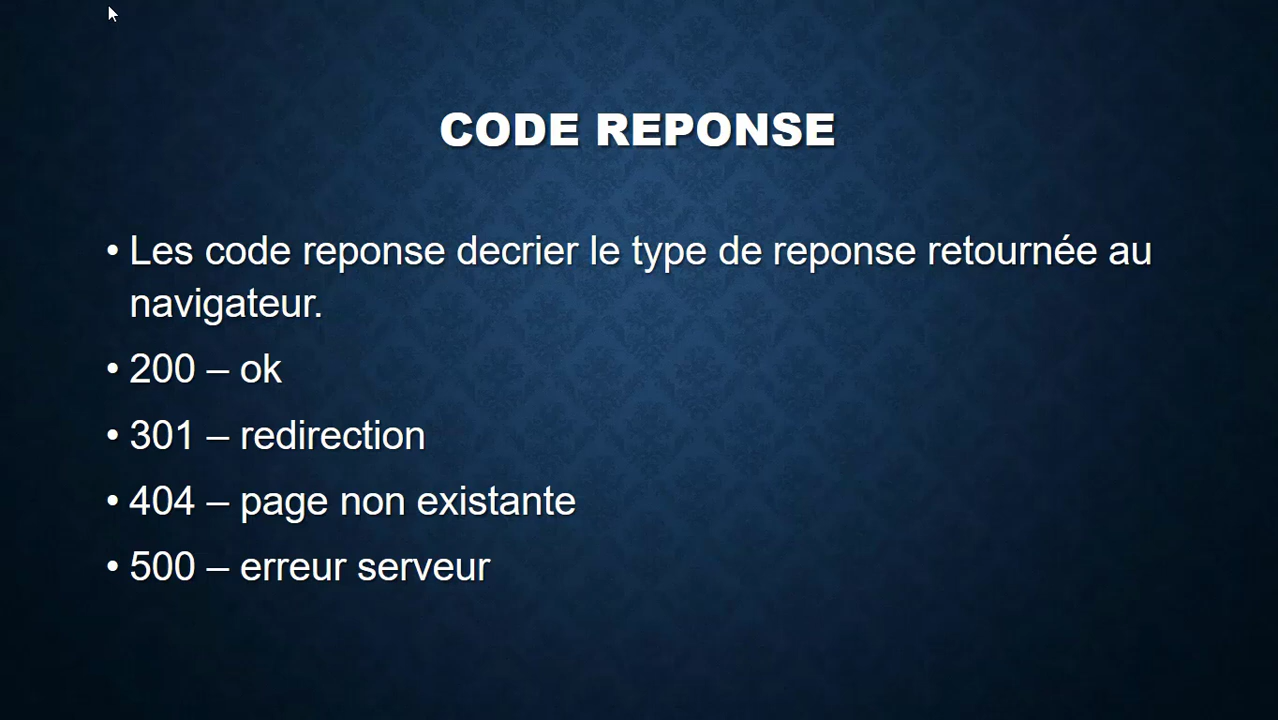 CODE REPONSE
• Les code reponse decrier le type de reponse retournée au
navigateur.
• 200 – ok
• 301 – redirection
• 404 – page non existante
• 500 – erreur serveur